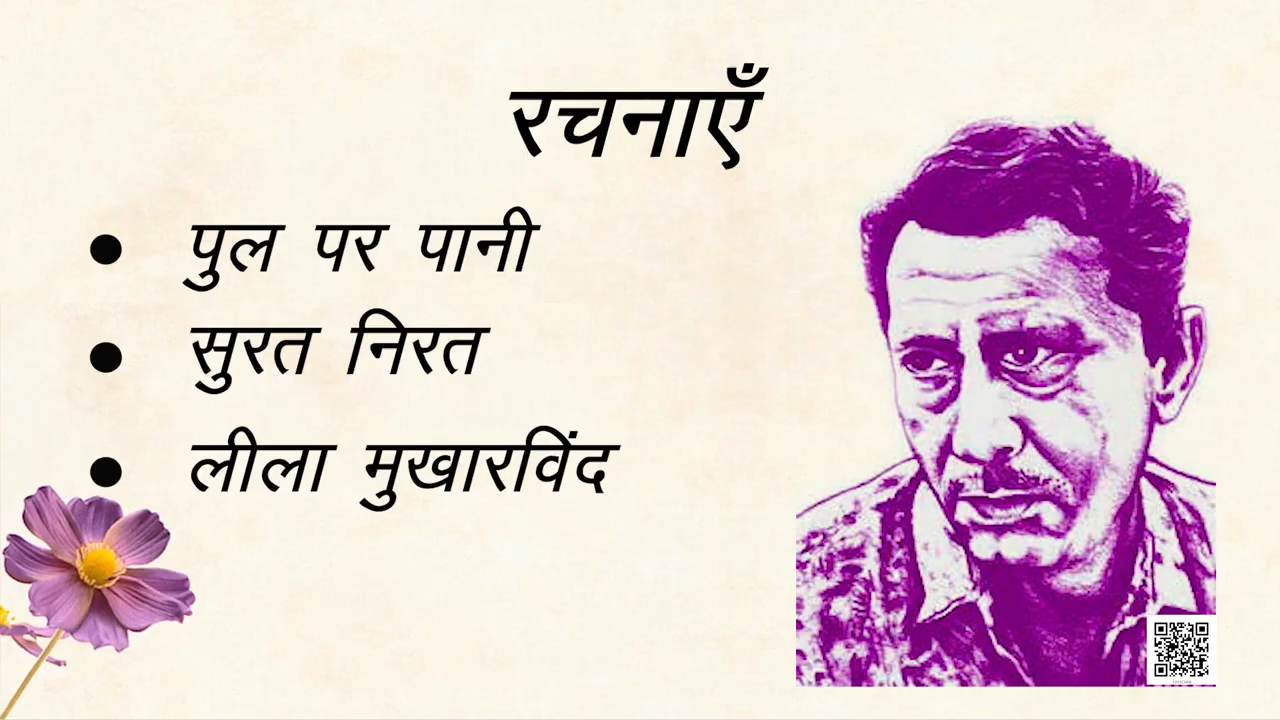 रचनाएँ
पुल पर पानी
सुरत निरत
लीला मुखारविंद